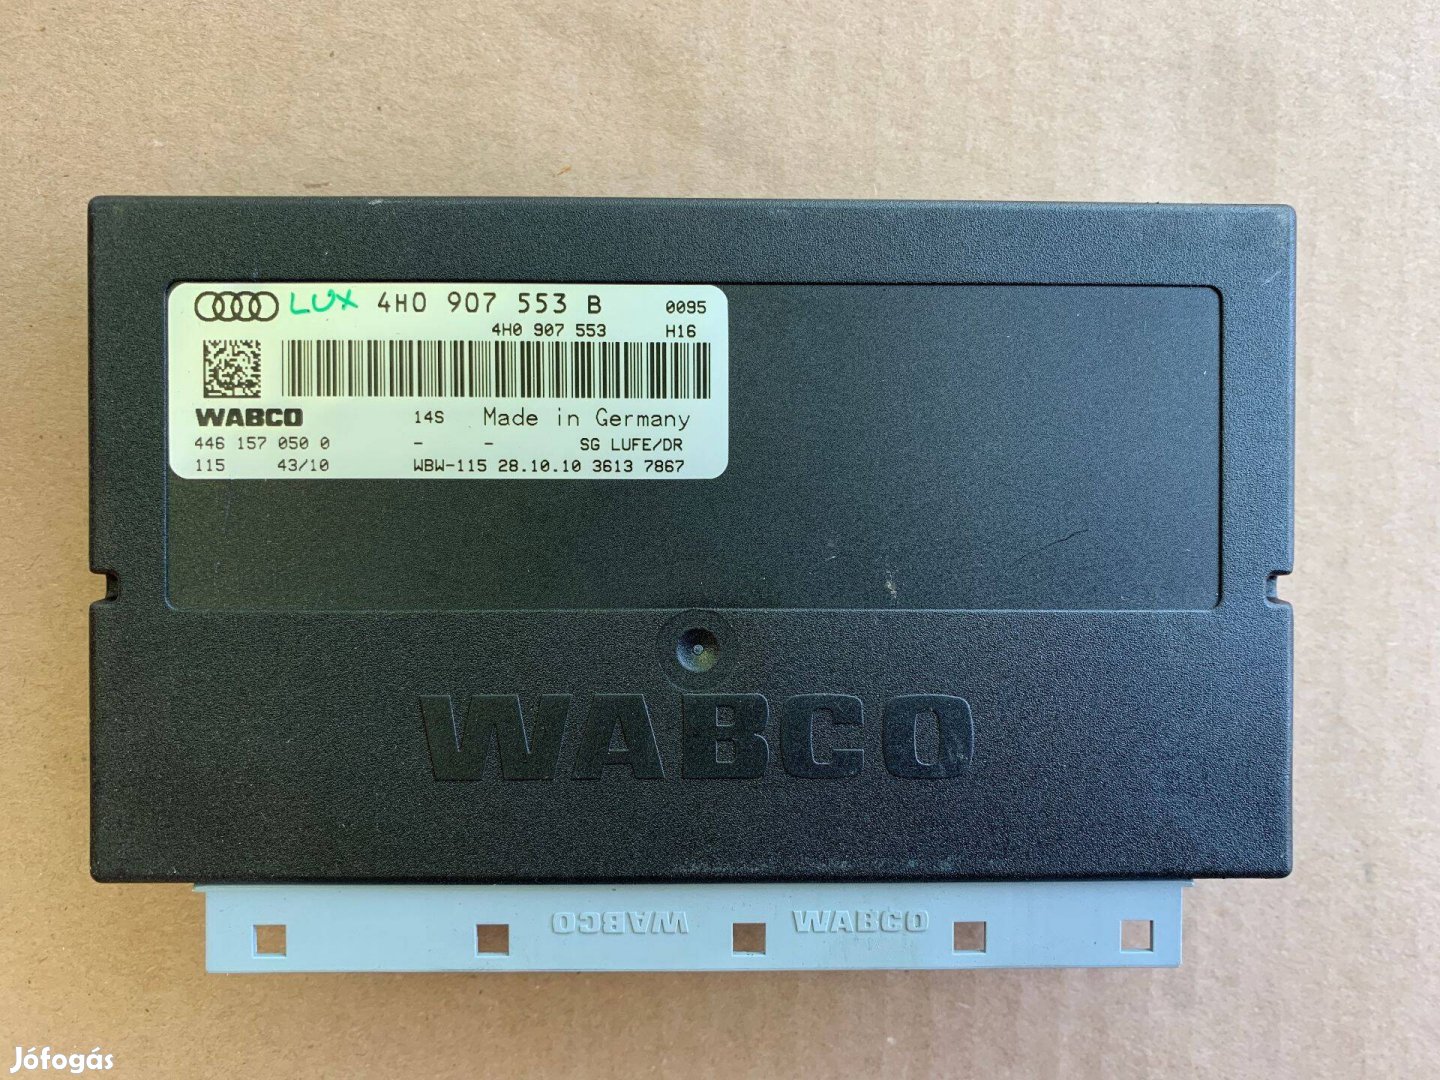 LUX 4H0 907 553 B 0095
4H0 907 553 H16
WABCO 14S Made in Germany
446 157 050 0 - - SG LUFE/DR
115 43/10 WBW-115 28.10.10 3613 7867
WABCO
WABCO WABCO
Jófogás